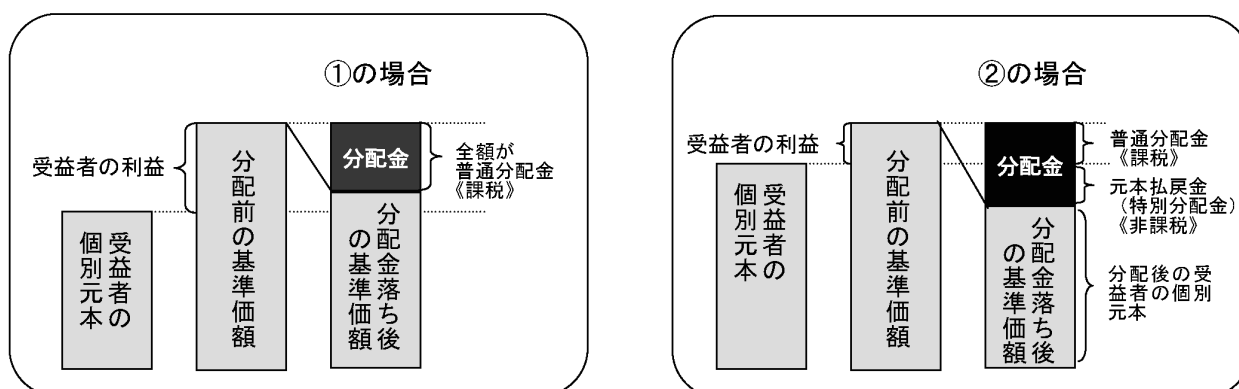 ①の場合
受益者の利益
受益者の
個別元本
分配前の基準価額
分配金
分配金落ち後
の基準価額
全額が
普通分配金
《課税》
②の場合
受益者の利益
受益者の
個別元本
分配前の基準価額
分配金
分配金落ち後
の基準価額
普通分配金
《課税》
元本払戻金
（特別分配金）
《非課税》
分配後の受
益者の個別
元本